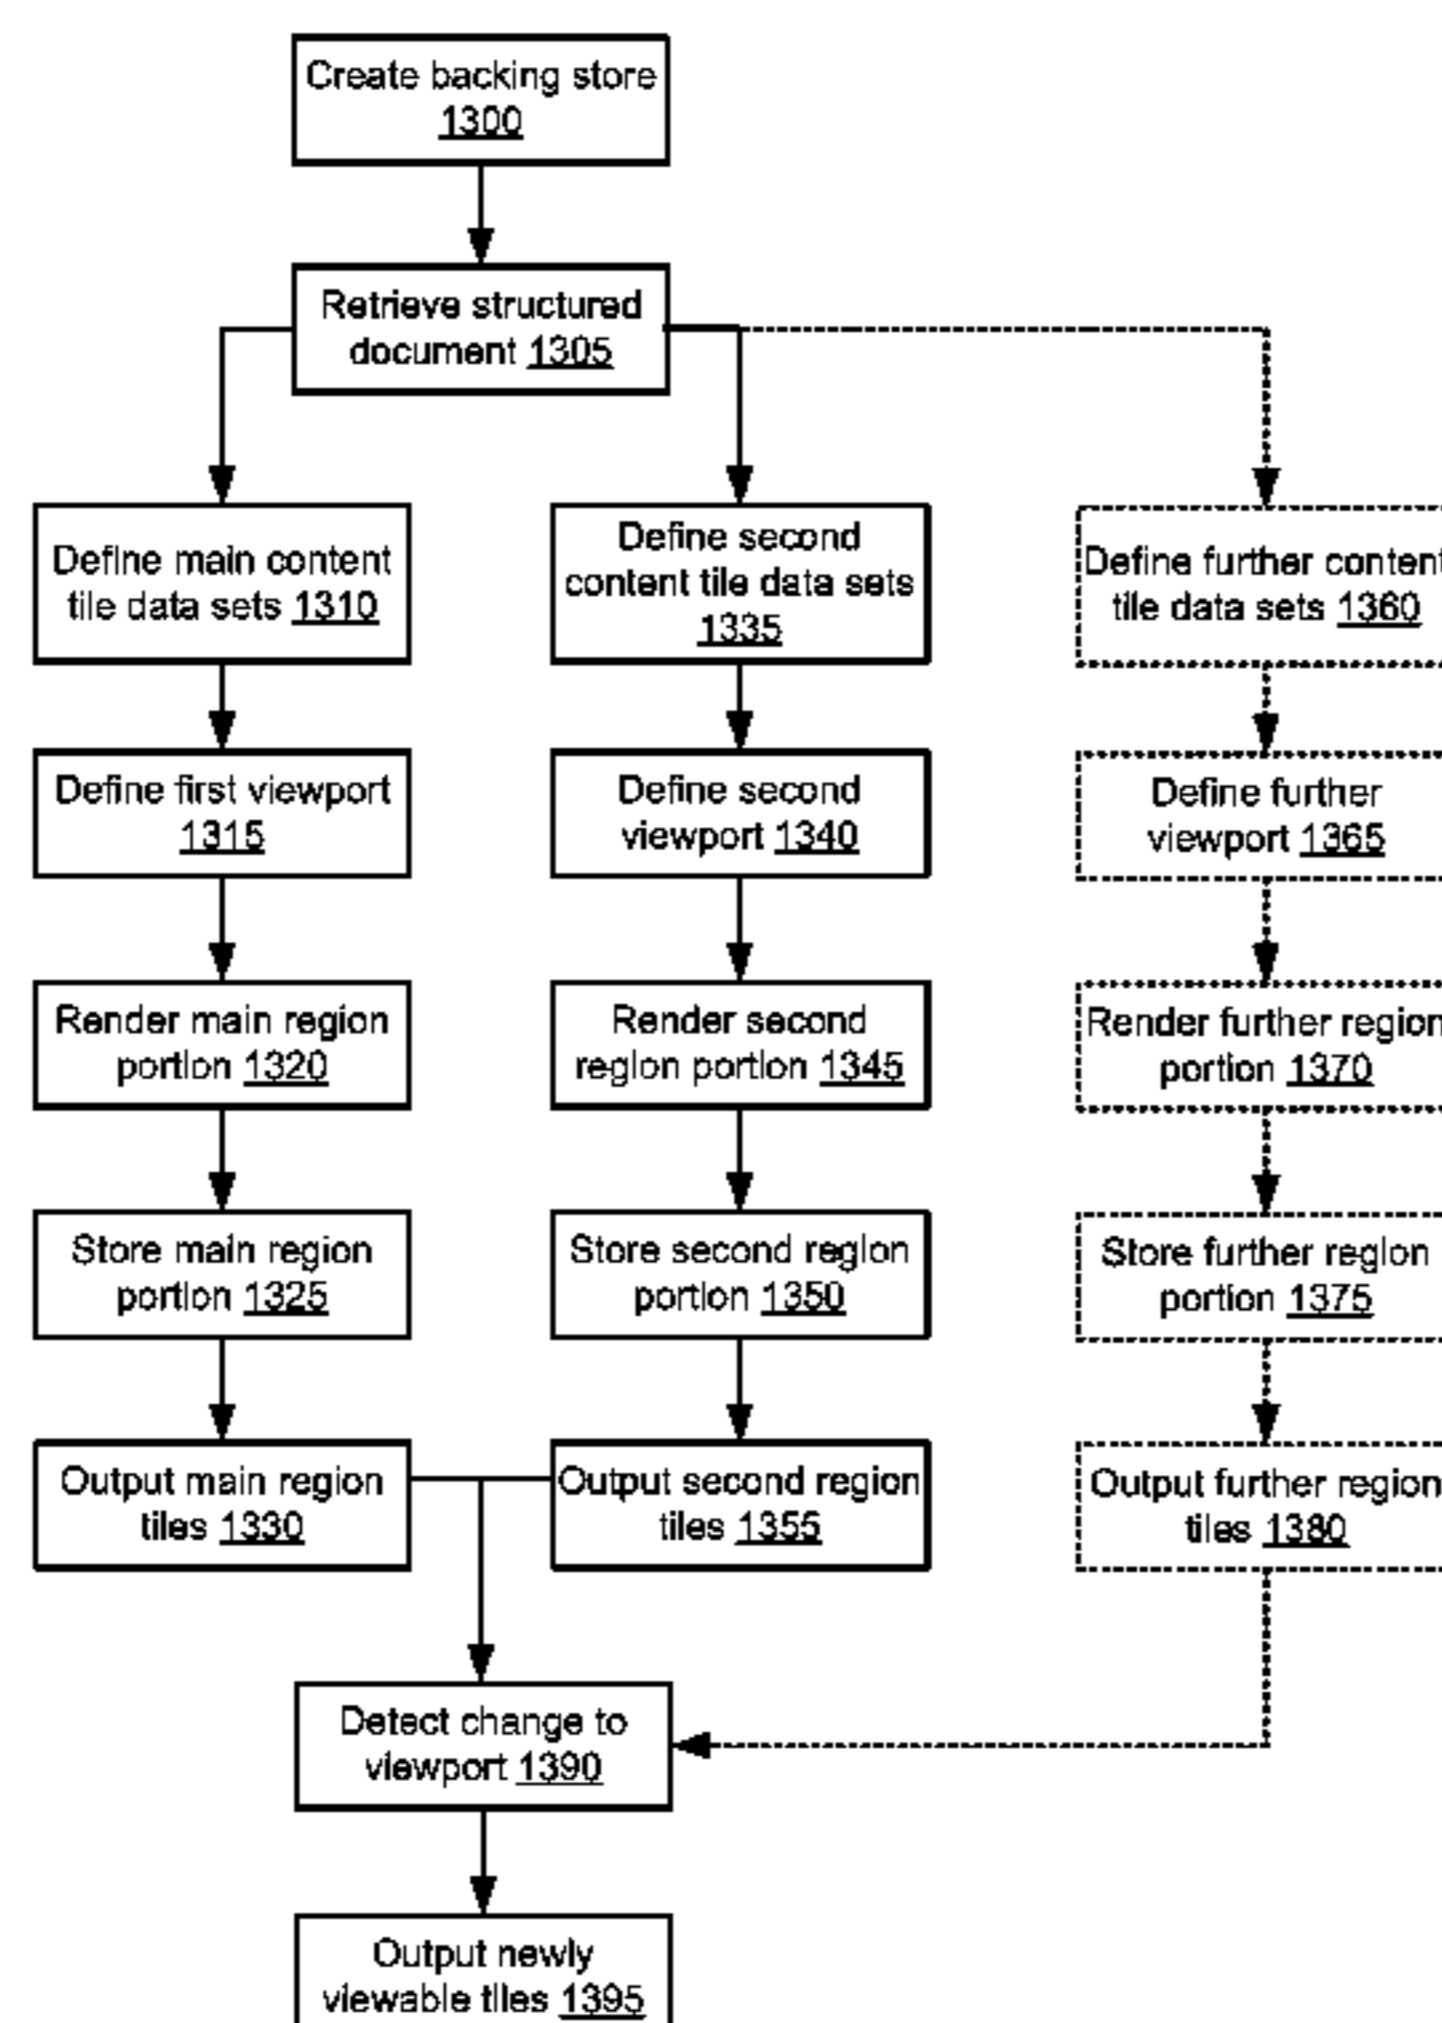 Create backing store
1300
Retrieve structured
document 1305
Define main content
tile data sets 1310
Define second
content tile data sets
1335
Define further content
tile data sets 1360
Define first viewport
1315
Define second
viewport 1340
Define further
viewport 1365
Render main region
portion 1320
Render second
region portion 1345
Render further region
portion 1370
Store main region
portion 1325
Store second region
portion 1350
Store further region
portion 1375
Output main region
tiles 1330
Output second region
tiles 1355
Output further region
tiles 1380
Detect change to
viewport 1390
Output newly
viewable tiles 1395